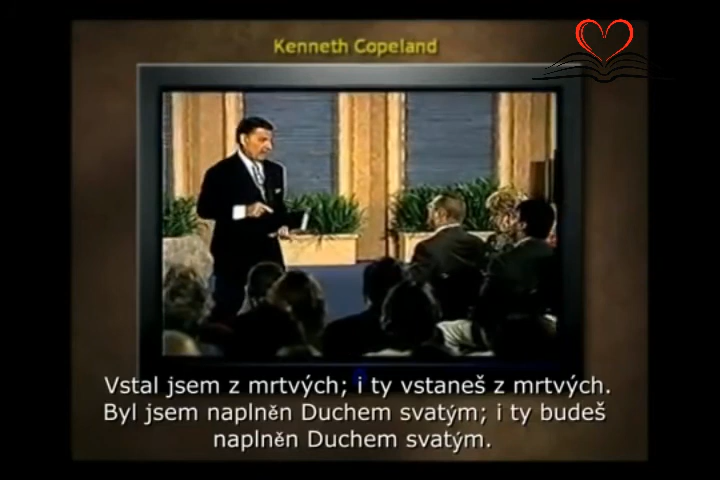 Kenneth Copeland
Vstal jsem z mrtvých; i ty vstaneš z mrtvých.
Byl jsem naplněn Duchem svatým; i ty budeš
naplněn Duchem svatým.